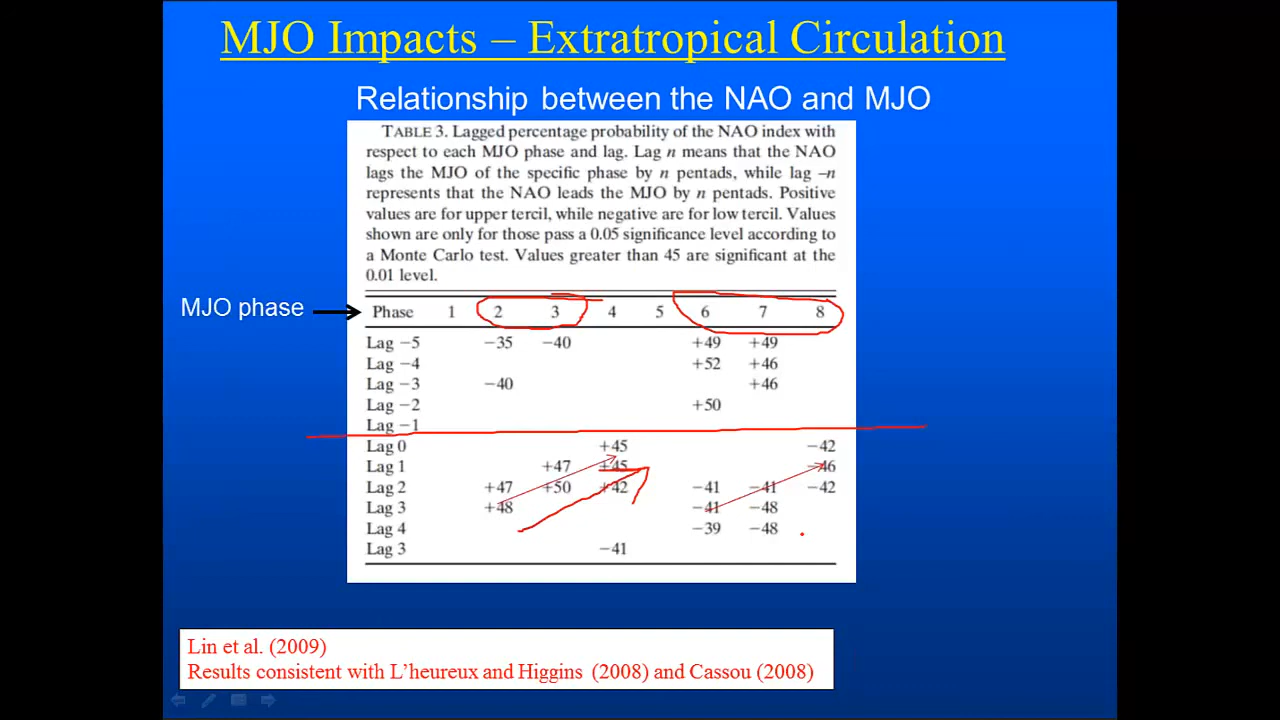 MJO Impacts – Extratropical Circulation
Relationship between the NAO and MJO
TABLE 3. Lagged percentage probability of the NAO index with
respect to each MJO phase and lag. Lag n means that the NAO
lags the MJO of the specific phase by n pentads, while lag −n
represents that the NAO leads the MJO by n pentads. Positive
values are for upper tercil, while negative are for low tercil. Values
shown are only for those pass a 0.05 significance level according to
a Monte Carlo test. Values greater than 45 are significant at the
0.01 level.
MJO phase
Phase 1 2 3 4 5 6 7 8
Lag −5 −35 −40 +49 +49
Lag −4 +52 +46
Lag −3 −40 +46
Lag −2 +50
Lag −1
Lag 0 +45 −42
Lag 1 +47 +45 −46
Lag 2 +47 +50 +42 −41 −41 −42
Lag 3 +48 −41 −48
Lag 4 −39 −48
Lag 3 −41
Lin et al. (2009)
Results consistent with L’heureux and Higgins (2008) and Cassou (2008)